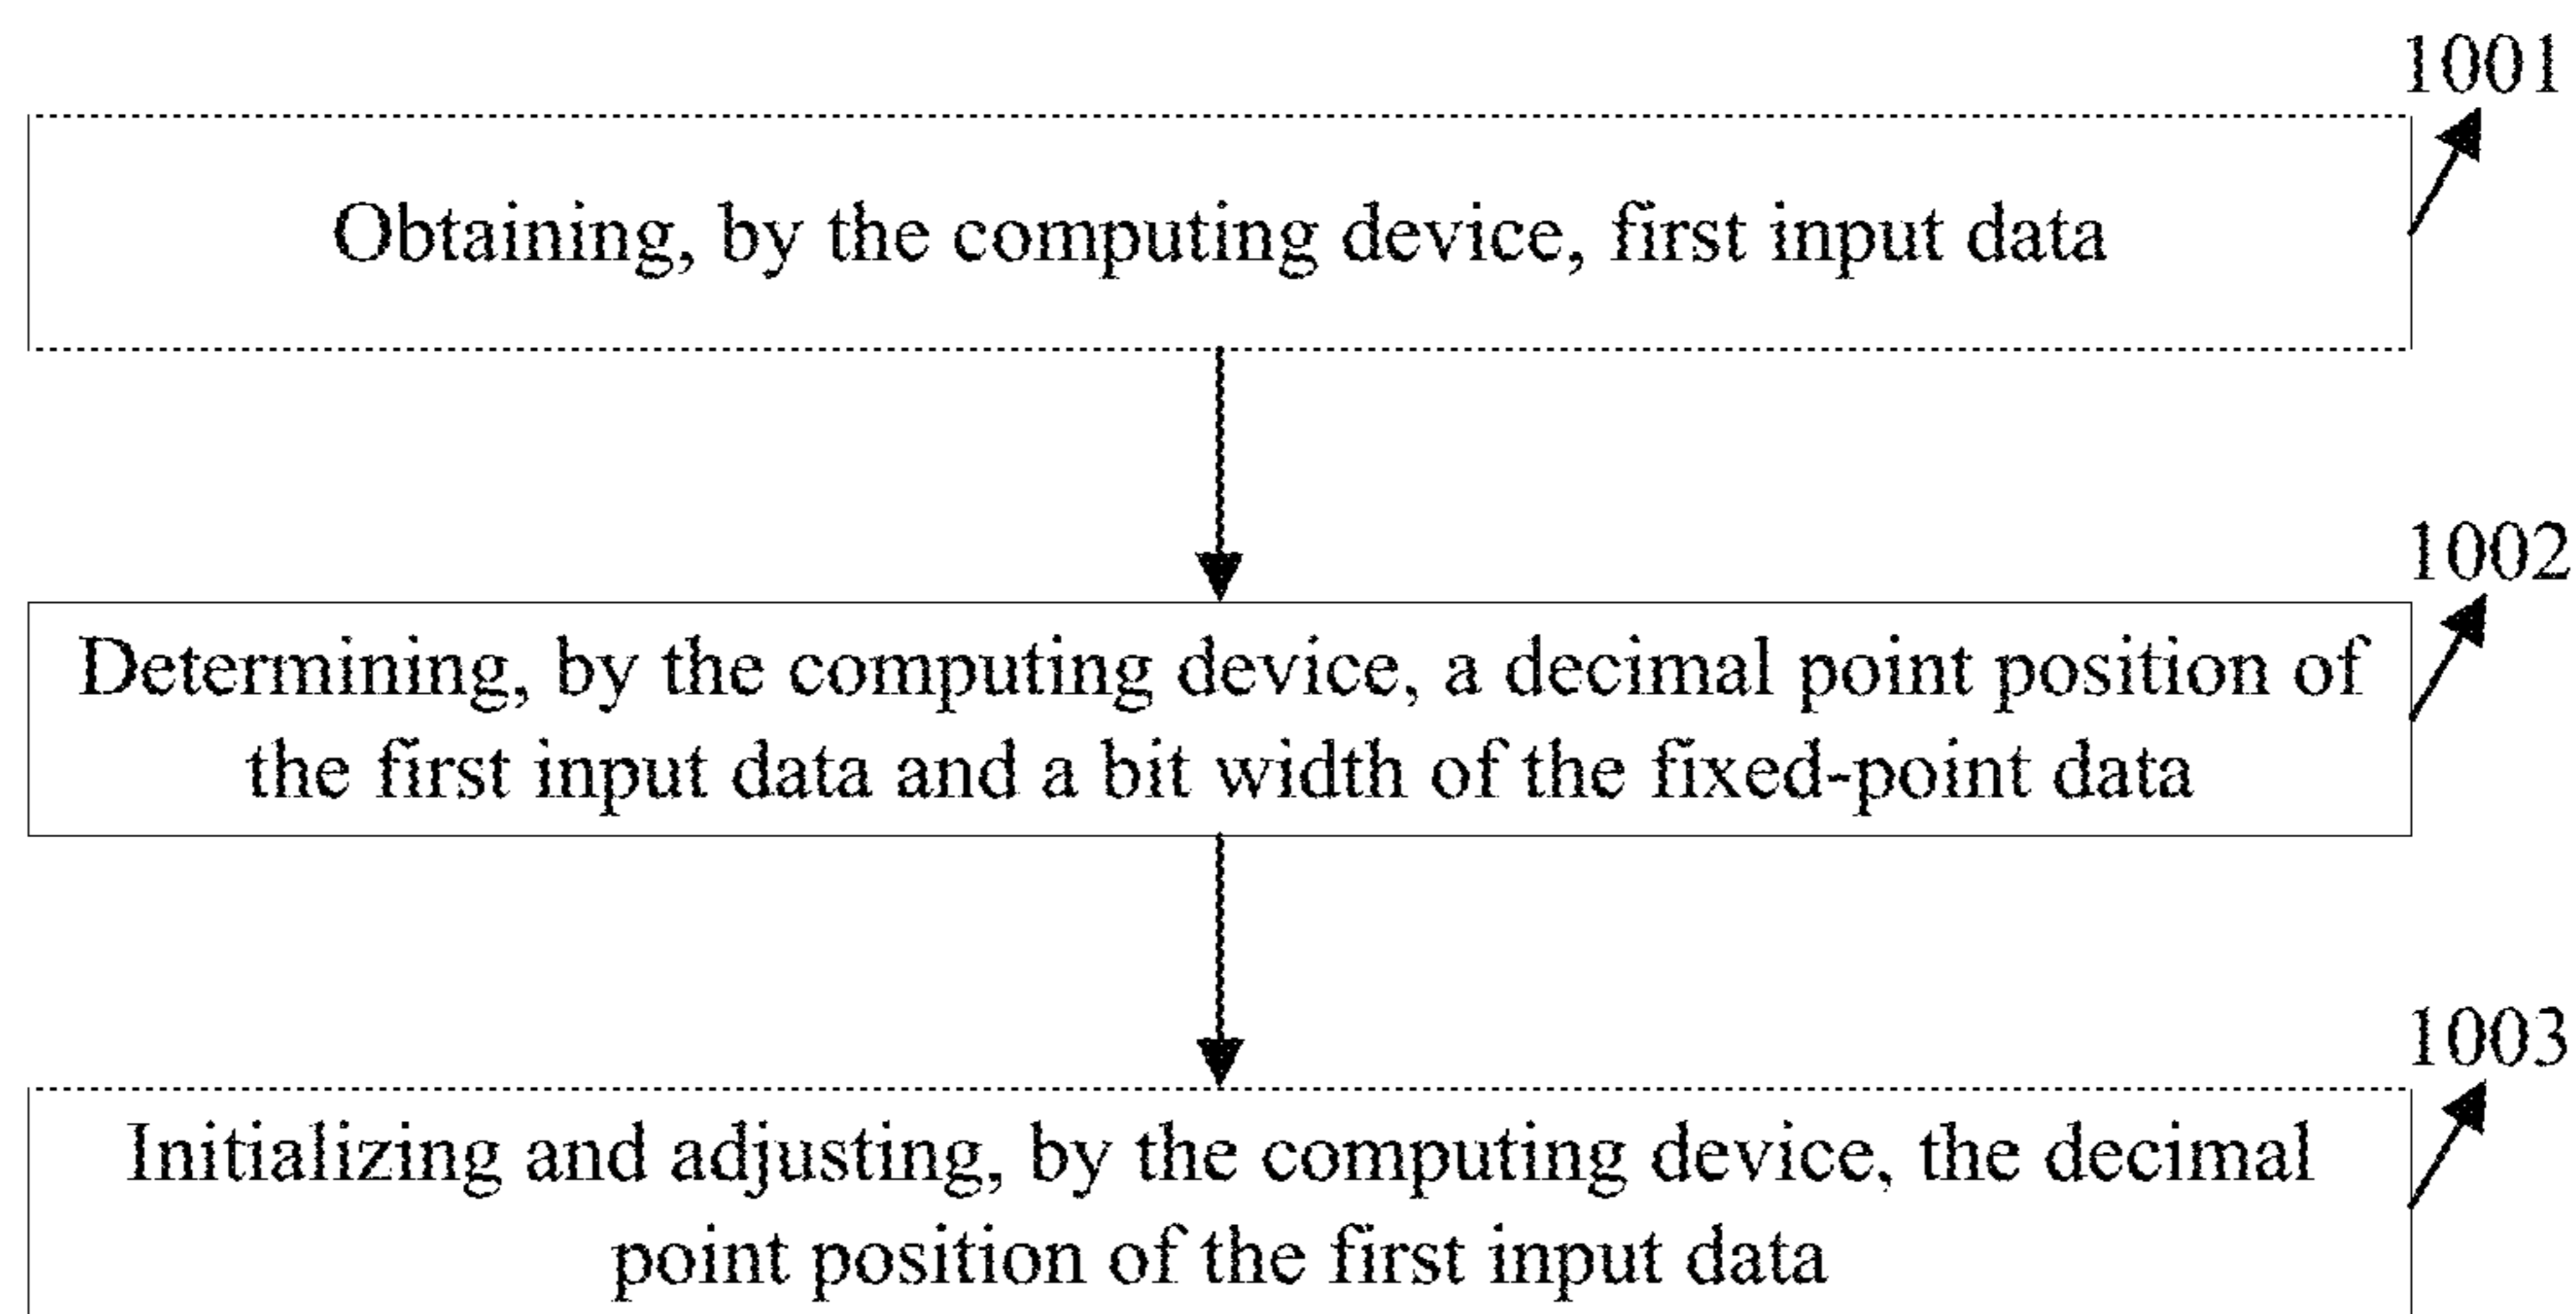 1001
Obtaining, by the computing device, first input data
1002
Determining, by the computing device, a decimal point position of
the first input data and a bit width of the fixed-point data
1003
Initializing and adjusting, by the computing device, the decimal
point position of the first input data